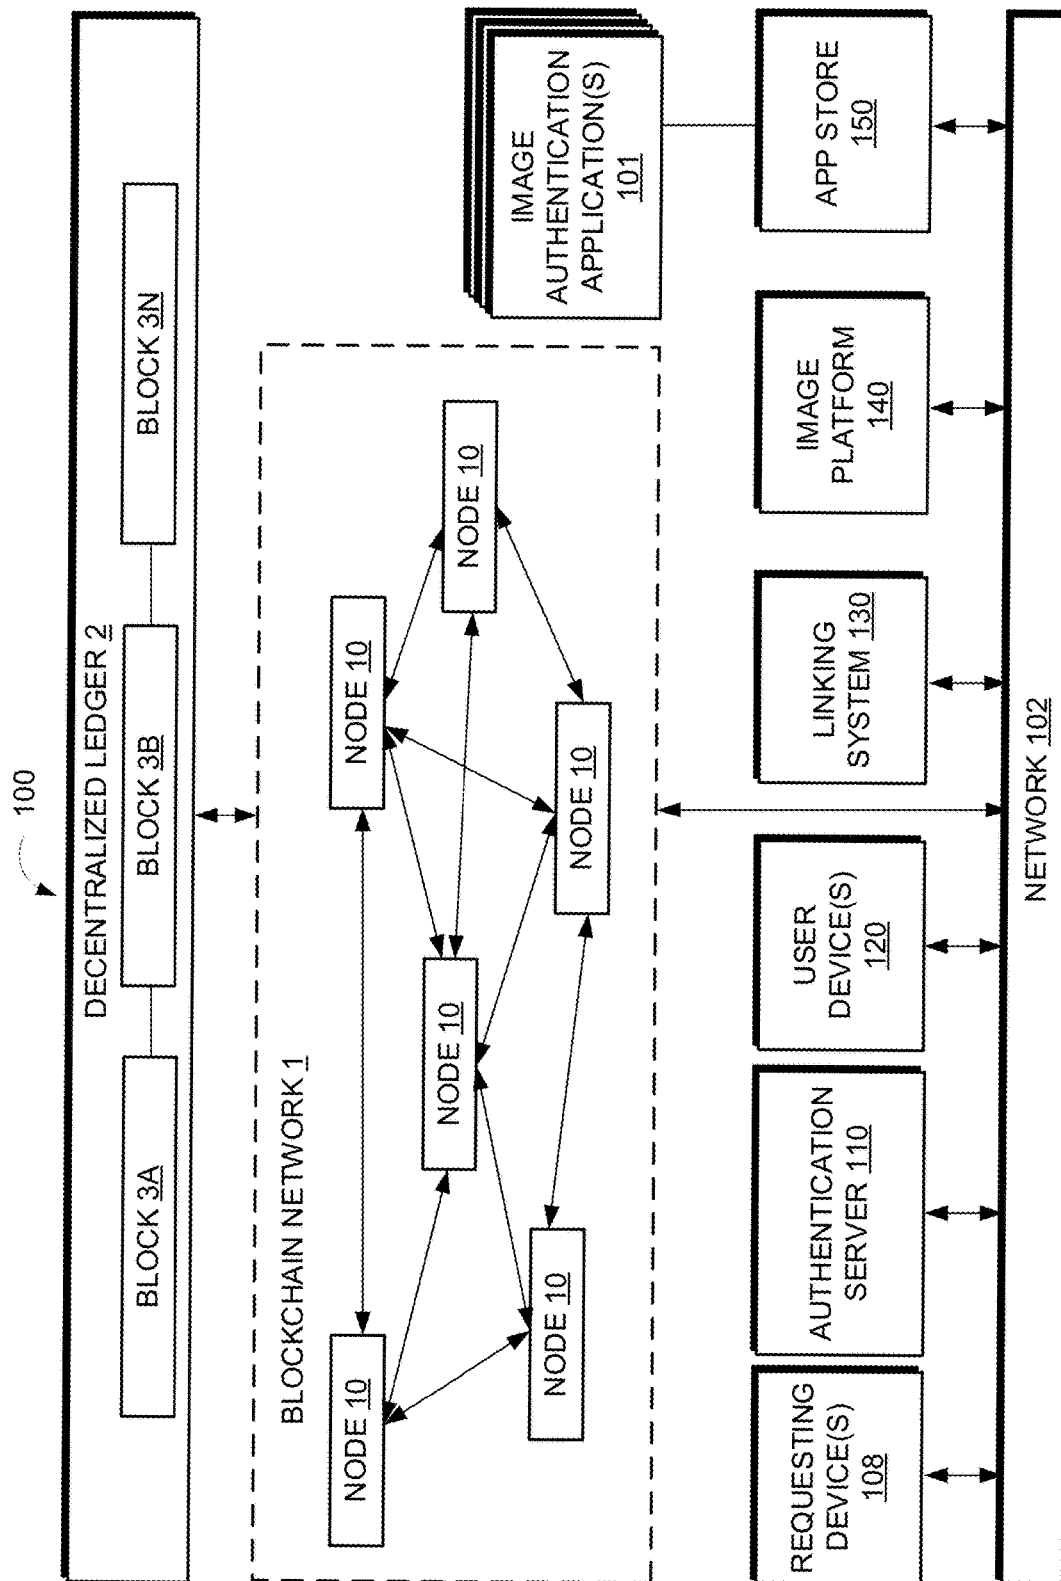 100
DECENTRALIZED LEDGER 2
BLOCK 3A
BLOCK 3B
BLOCK 3N
BLOCKCHAIN NETWORK 1
NODE 10
NODE 10
NODE 10
NODE 10
NODE 10
NODE 10
IMAGE
AUTHENTICATION
APPLICATION(S)
101
REQUESTING
DEVICE(S)
108
AUTHENTICATION
SERVER 110
USER
DEVICE(S)
120
LINKING
SYSTEM 130
IMAGE
PLATFORM
140
APP STORE
150
NETWORK 102